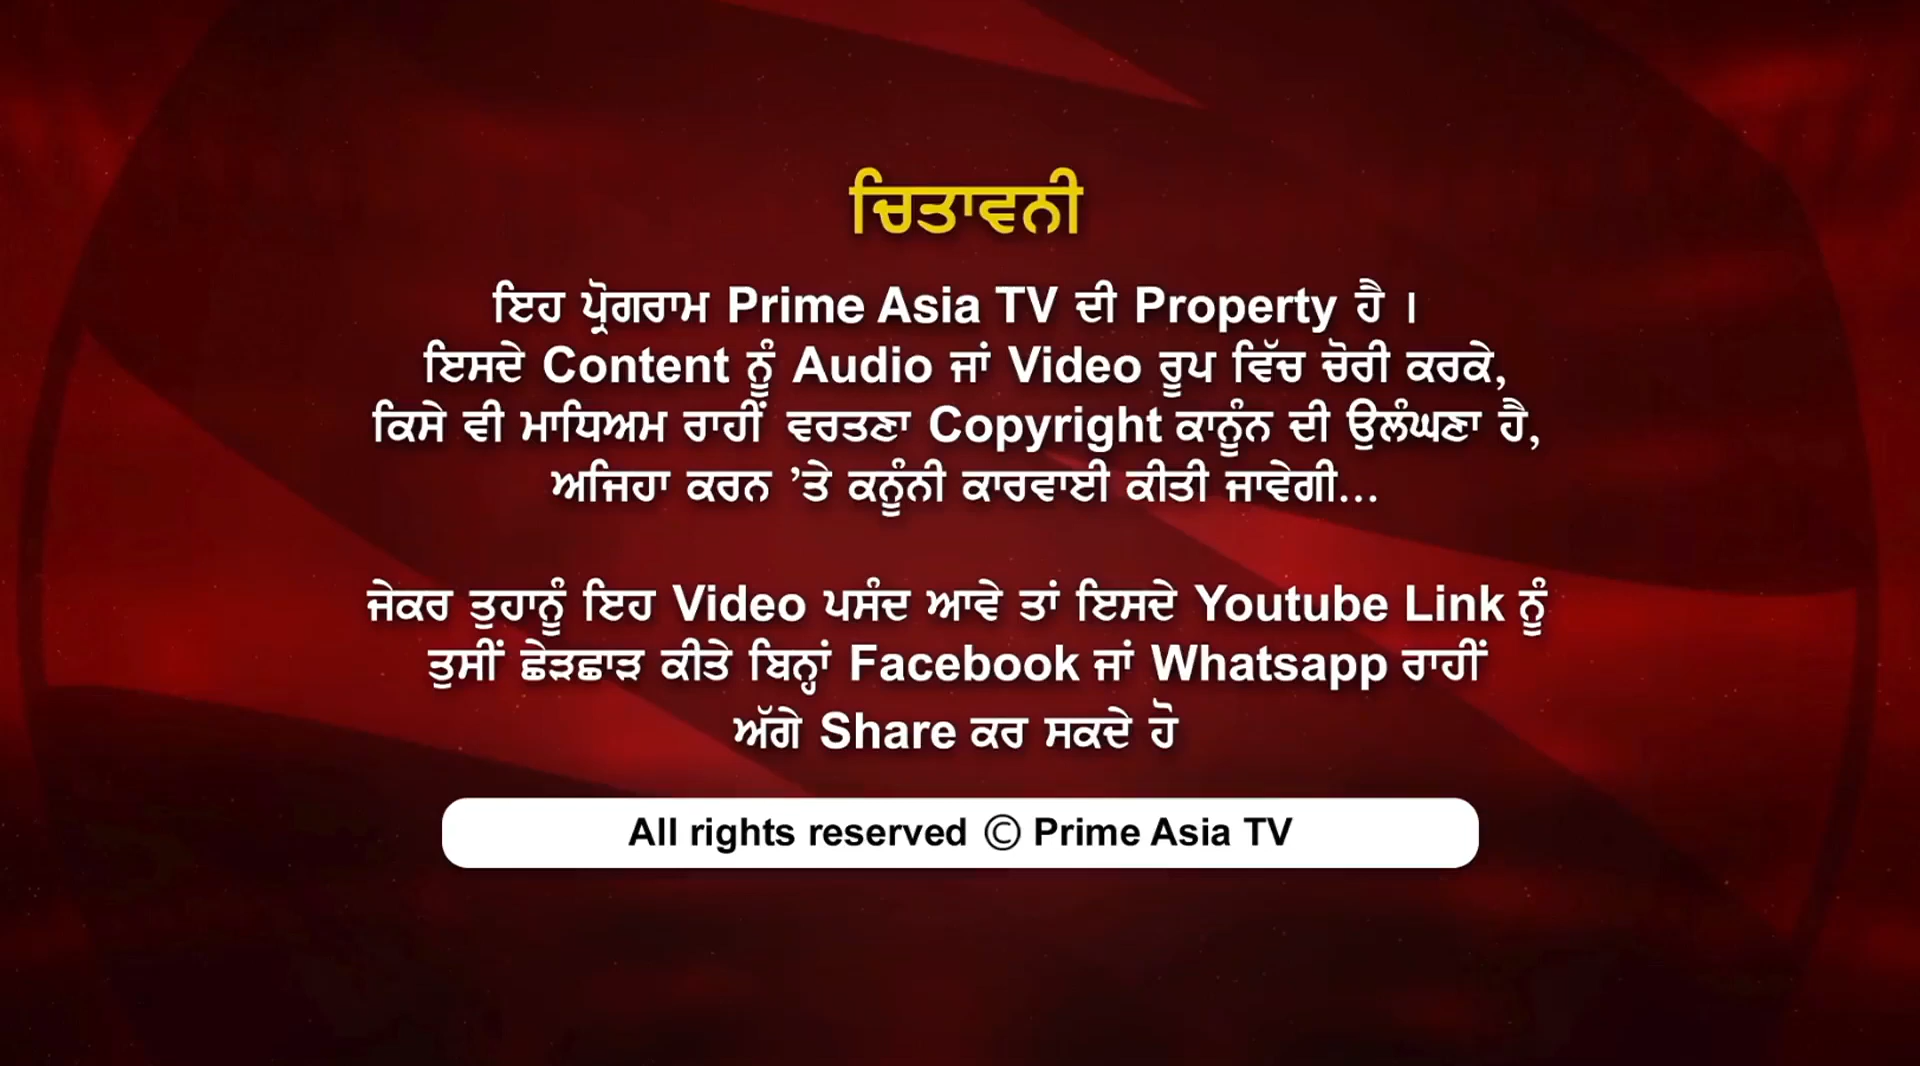 ਚਿਤਾਵਨੀ
ਇਹ ਪ੍ਰੋਗਰਾਮ Prime Asia TV ਦੀ Property ਹੈ ।
ਇਸਦੇ Content ਨੂੰ Audio ਜਾਂ Video ਰੂਪ ਵਿੱਚ ਚੋਰੀ ਕਰਕੇ,
ਕਿਸੇ ਵੀ ਮਾਧਿਅਮ ਰਾਹੀਂ ਵਰਤਣਾ Copyright ਕਾਨੂੰਨ ਦੀ ਉਲੰਘਣਾ ਹੈ,
ਅਜਿਹਾ ਕਰਨ ’ਤੇ ਕਨੂੰਨੀ ਕਾਰਵਾਈ ਕੀਤੀ ਜਾਵੇਗੀ...
ਜੇਕਰ ਤੁਹਾਨੂੰ ਇਹ Video ਪਸੰਦ ਆਵੇ ਤਾਂ ਇਸਦੇ Youtube Link ਨੂੰ
ਤੁਸੀਂ ਛੇੜਛਾੜ ਕੀਤੇ ਬਿਨ੍ਹਾਂ Facebook ਜਾਂ Whatsapp ਰਾਹੀਂ
ਅੱਗੇ Share ਕਰ ਸਕਦੇ ਹੋ
All rights reserved © Prime Asia TV